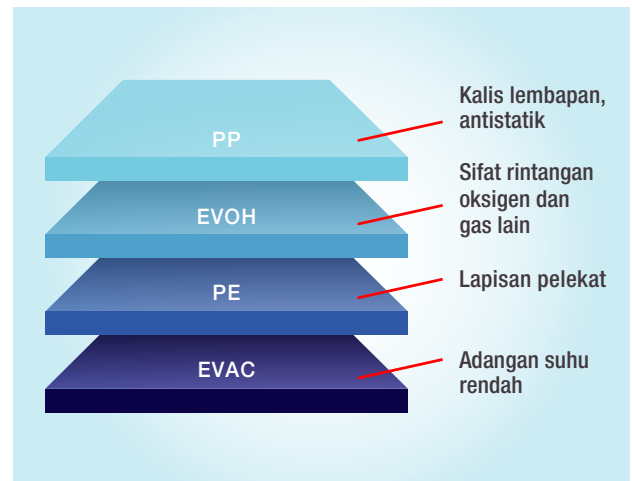 PP
Kalis lembapan,
antistatik
EVOH
Sifat rintangan
oksigen dan
gas lain
PE
Lapisan pelekat
EVAC
Adangan suhu
rendah